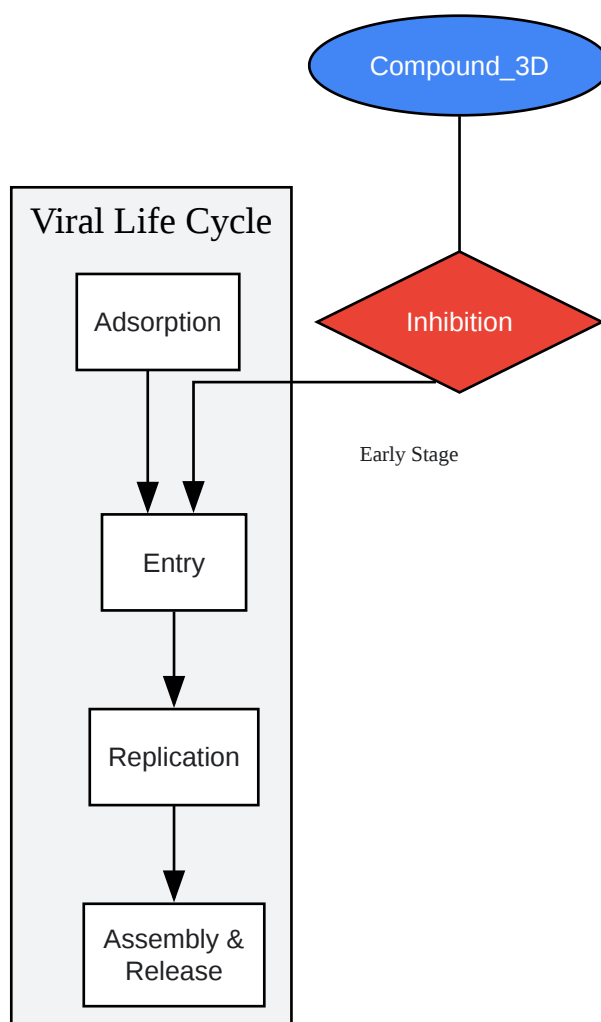 Compound_3D
Viral Life Cycle
Adsorption
Inhibition
Early Stage
Entry
Replication
Assembly &
Release